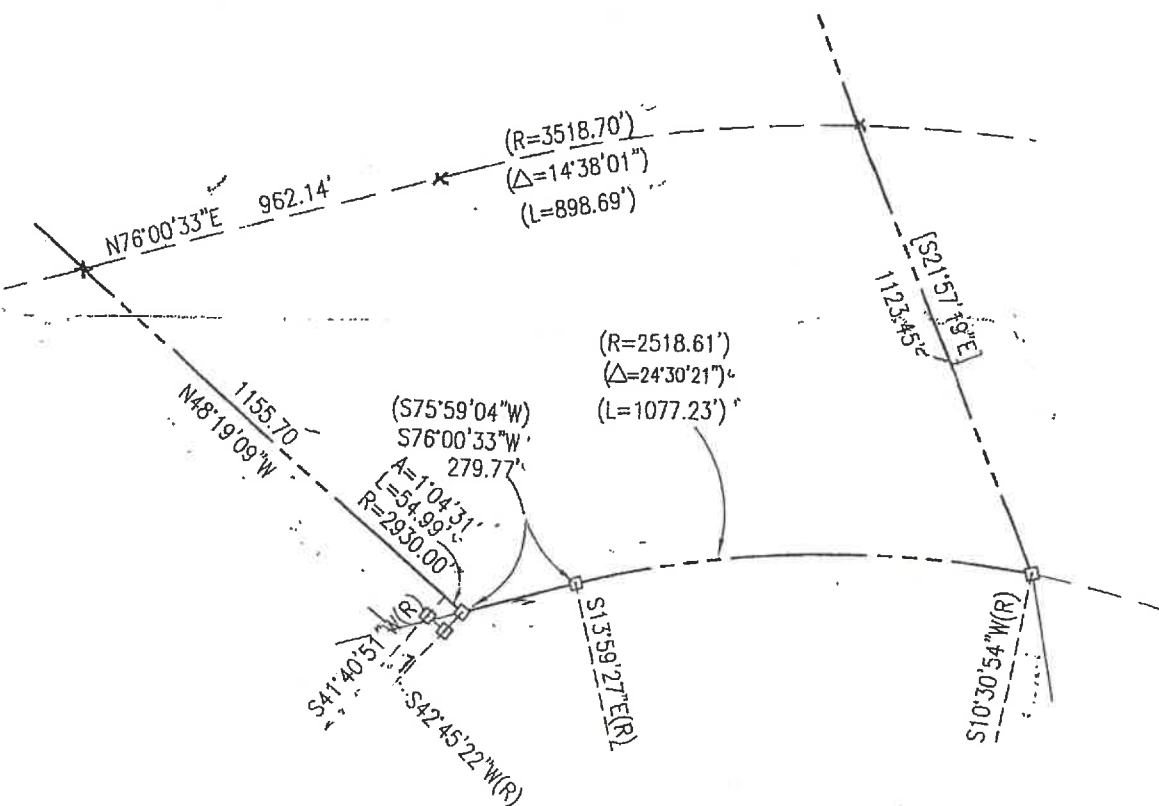 (R=3518.70')
(△=14°38'01")
(L=898.69')
N76°00'33"E 962.14'
[S21°57'19"E]
1123.45'
(R=2518.61')
(△=24°30'21")
(L=1077.23')
1155.70
N48°19'09"W
(S75°59'04"W)
S76°00'33"W
279.77'
A=1°04'31"
L=54.99'
R=2930.00'
S41°40'51"W(R)
S42°45'22"W(R)
S13°59'27"E(R)
S10°30'54"W(R)